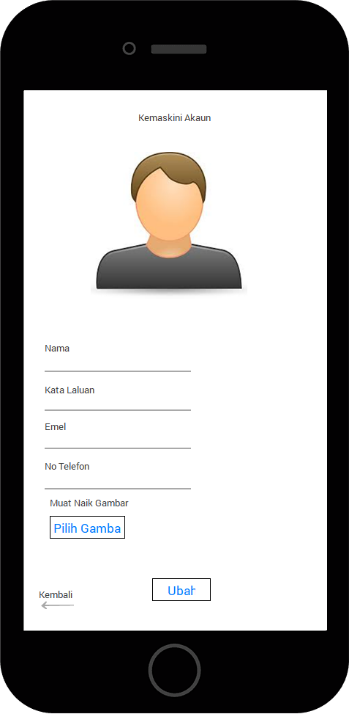 Kemaskini Akaun
Nama
Kata Laluan
Emel
No Telefon
Muat Naik Gambar
Pilih Gamba
Ubah
Kembali